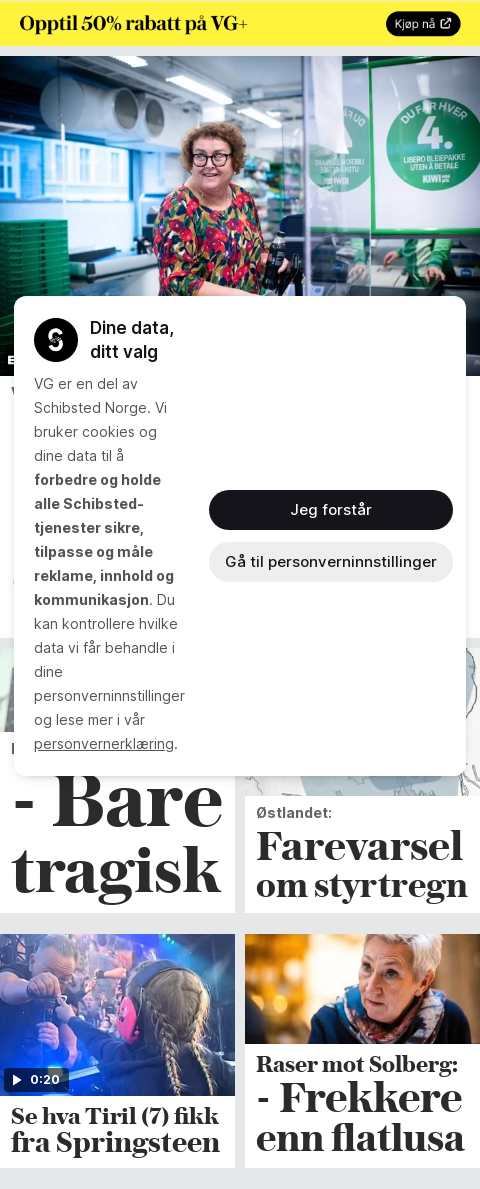 Opptil 50% rabatt på VG+
Kjøp nå
DU FÅR HVER
4.
LIBERO BLEIEPAKKE
UTEN Å BETALE
KIWI
Dine data,
ditt valg
VG er en del av
Schibsted Norge. Vi
bruker cookies og
dine data til å
forbedre og holde
alle Schibsted-
tjenester sikre,
tilpasse og måle
reklame, innhold og
kommunikasjon. Du
kan kontrollere hvilke
data vi får behandle i
dine
personverninnstillinger
og lese mer i vår
personvernerklæring.
Jeg forstår
Gå til personverninnstillinger
- Bare
tragisk
Østlandet:
Farevarsel
om styrtregn
0:20
Se hva Tiril (7) fikk
fra Springsteen
Raser mot Solberg:
- Frekkere
enn flatlusa